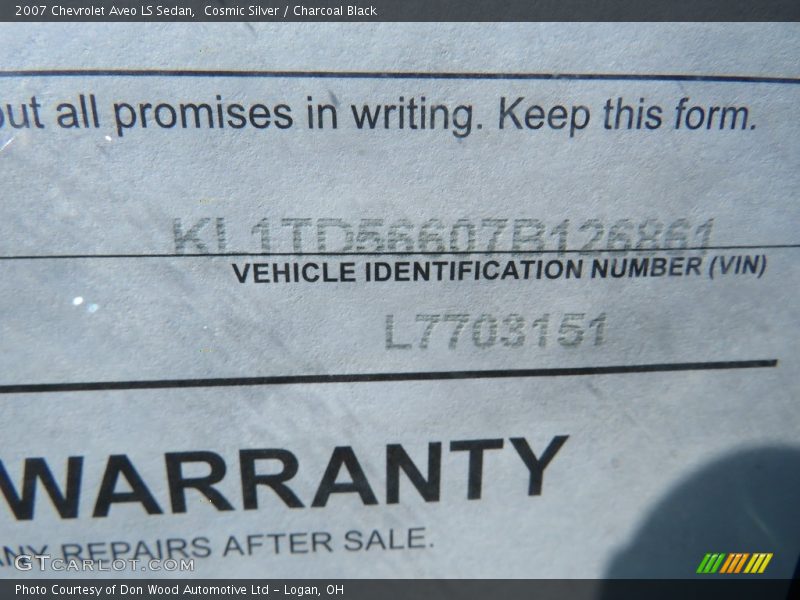 2007 Chevrolet Aveo LS Sedan, Cosmic Silver / Charcoal Black
out all promises in writing. Keep this form.
KL1TD56607B126861
VEHICLE IDENTIFICATION NUMBER (VIN)
L7703151
WARRANTY
ANY REPAIRS AFTER SALE.
GTcarlot.com
Photo Courtesy of Don Wood Automotive Ltd - Logan, OH